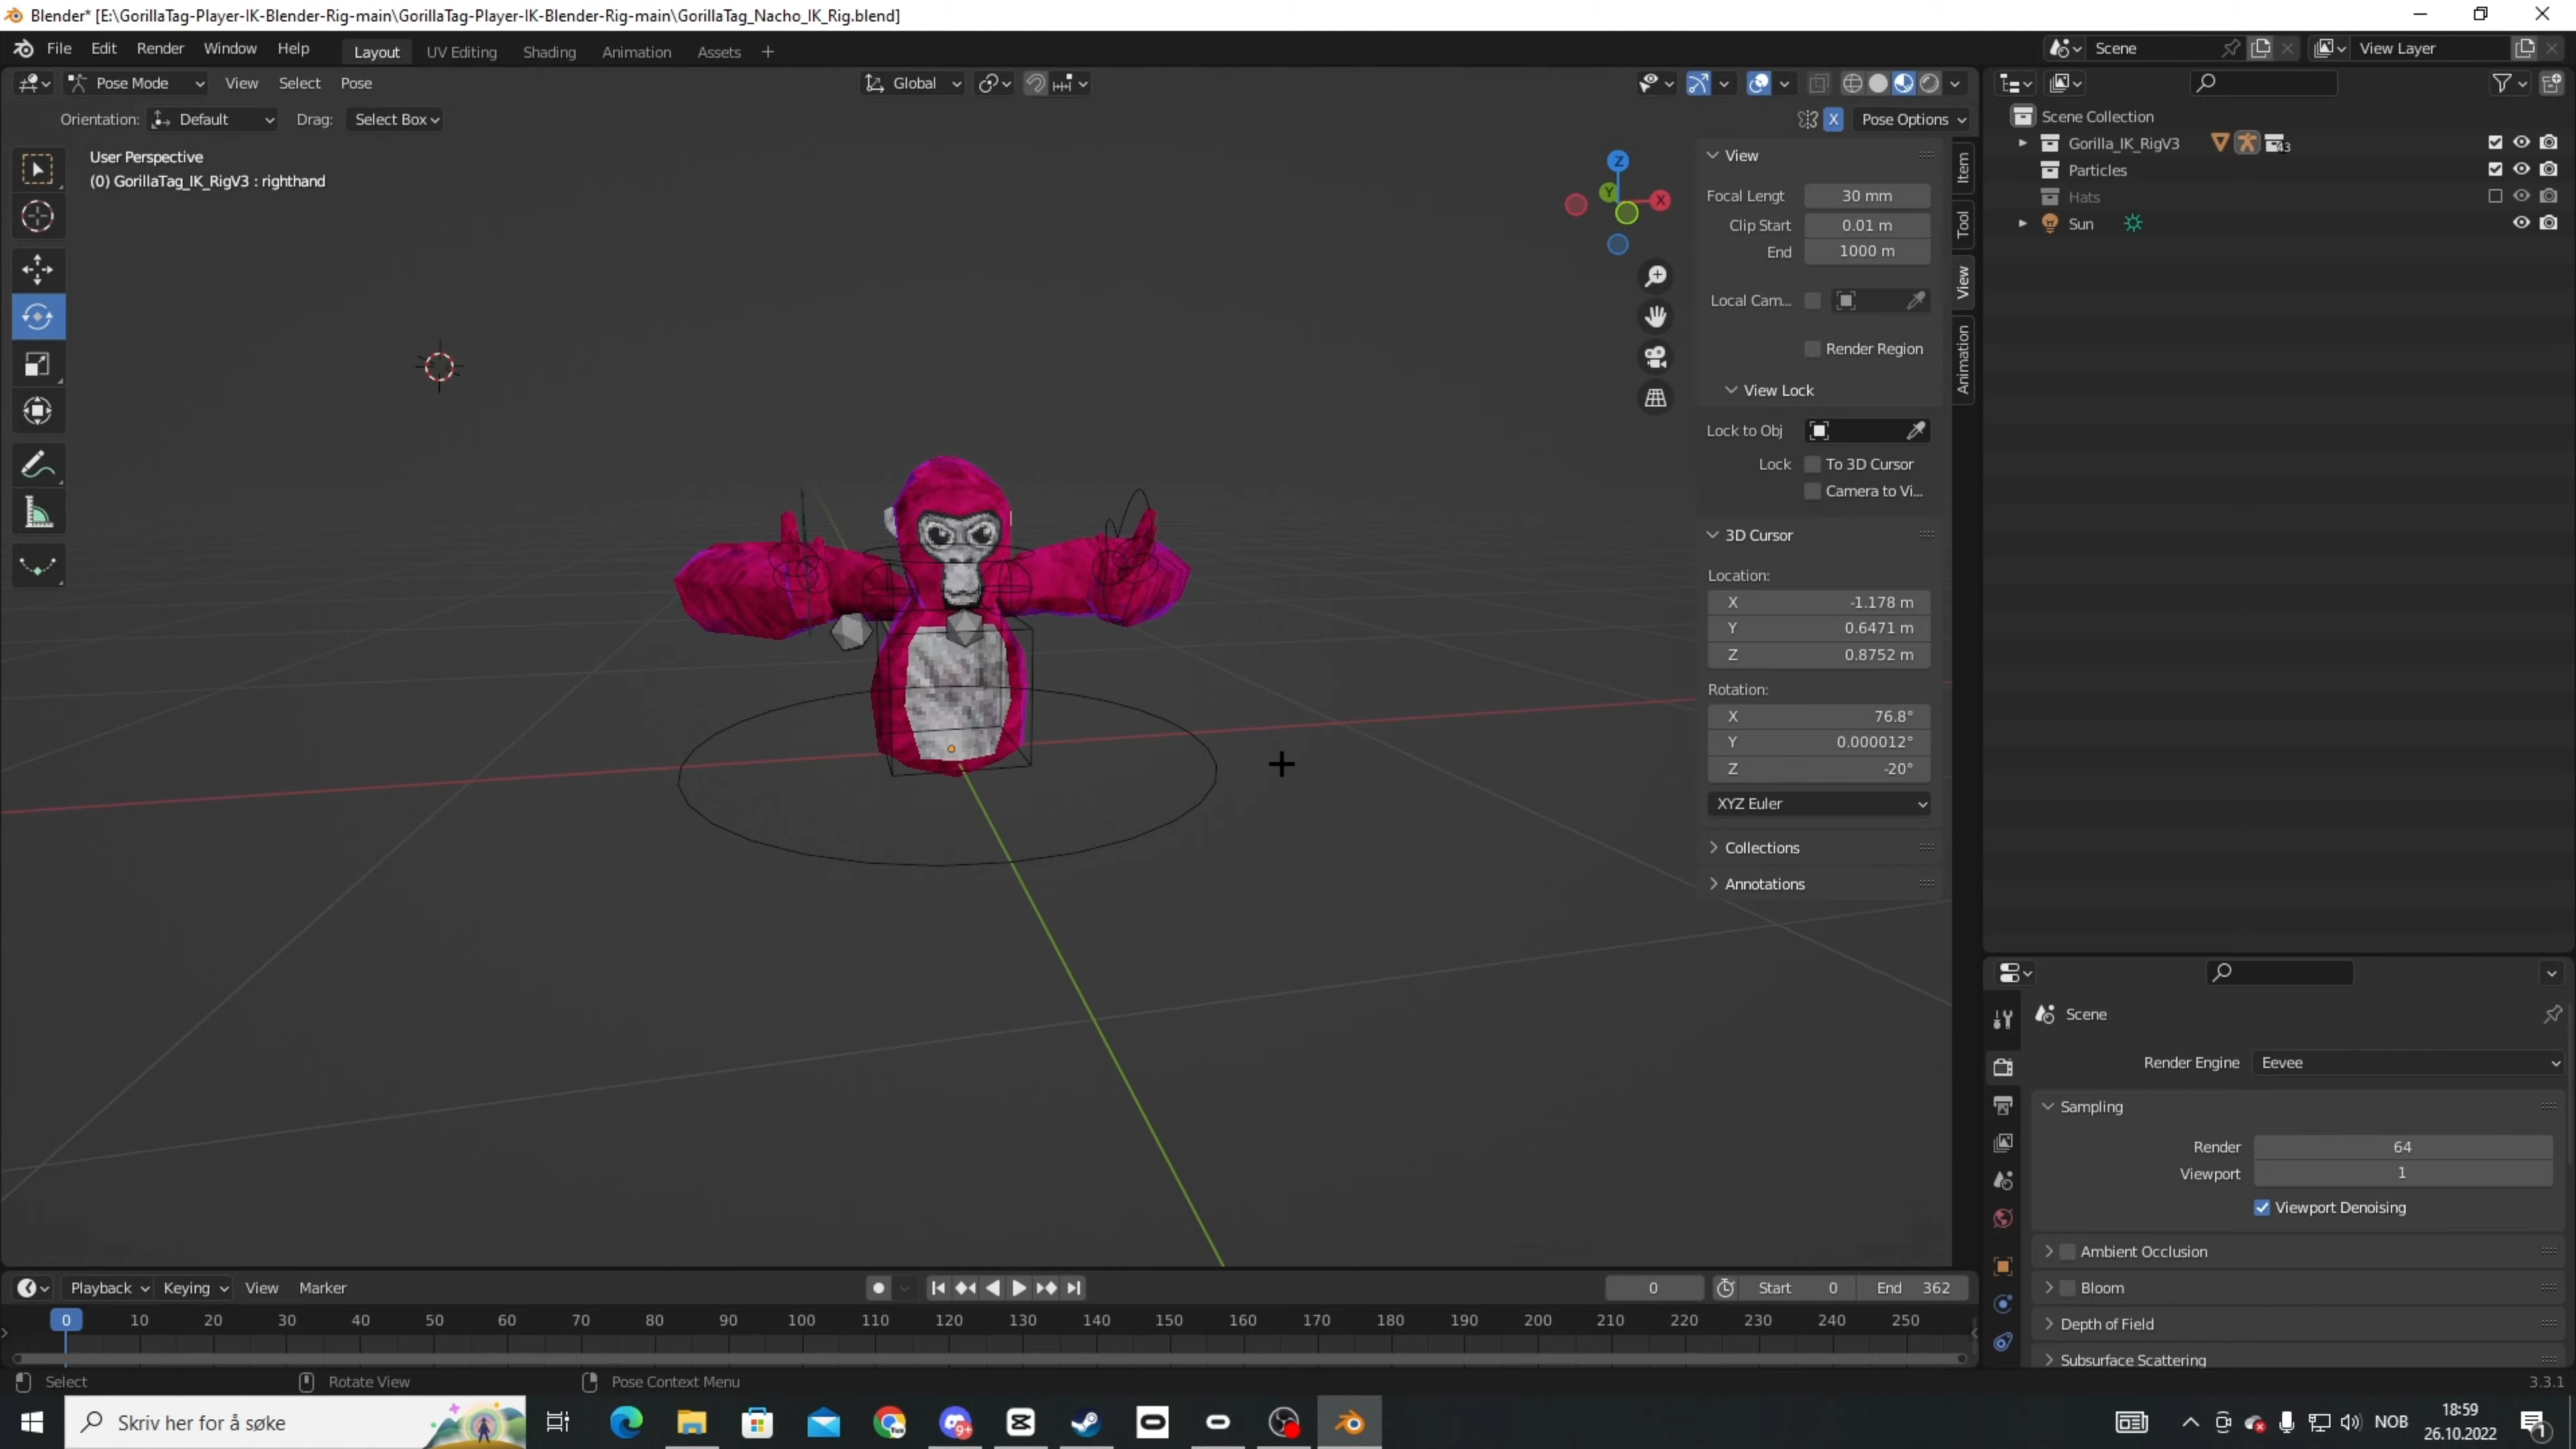 Blender* [E:\GorillaTag-Player-IK-Blender-Rig-main\GorillaTag-Player-IK-Blender-Rig-main\GorillaTag_Nacho_IK_Rig.blend]
File Edit Render Window Help Layout UV Editing Shading Animation Assets + Scene View Layer
Pose Mode View Select Pose Global
Orientation: Default Drag: Select Box X Pose Options
User Perspective
(0) GorillaTag_IK_RigV3 : righthand
Z
Y
X
View
Focal Lengt 30 mm
Clip Start 0.01 m
End 1000 m
Local Cam...
Render Region
View Lock
Lock to Obj
Lock To 3D Cursor
Camera to Vi...
3D Cursor
Location:
X -1.178 m
Y 0.6471 m
Z 0.8752 m
Rotation:
X 76.8°
Y 0.000012°
Z -20°
XYZ Euler
Collections
Annotations
Item
Tool
View
Animation
Scene Collection
Gorilla_IK_RigV3 43
Particles
Hats
Sun
Scene
Render Engine Eevee
Sampling
Render 64
Viewport 1
Viewport Denoising
Ambient Occlusion
Bloom
Depth of Field
Subsurface Scattering
Playback Keying View Marker 0 Start 0 End 362
0 10 20 30 40 50 60 70 80 90 100 110 120 130 140 150 160 170 180 190 200 210 220 230 240 250
Select Rotate View Pose Context Menu 3.3.1
Skriv her for å søke 9+ Tux NOB 18:59
26.10.2022 1